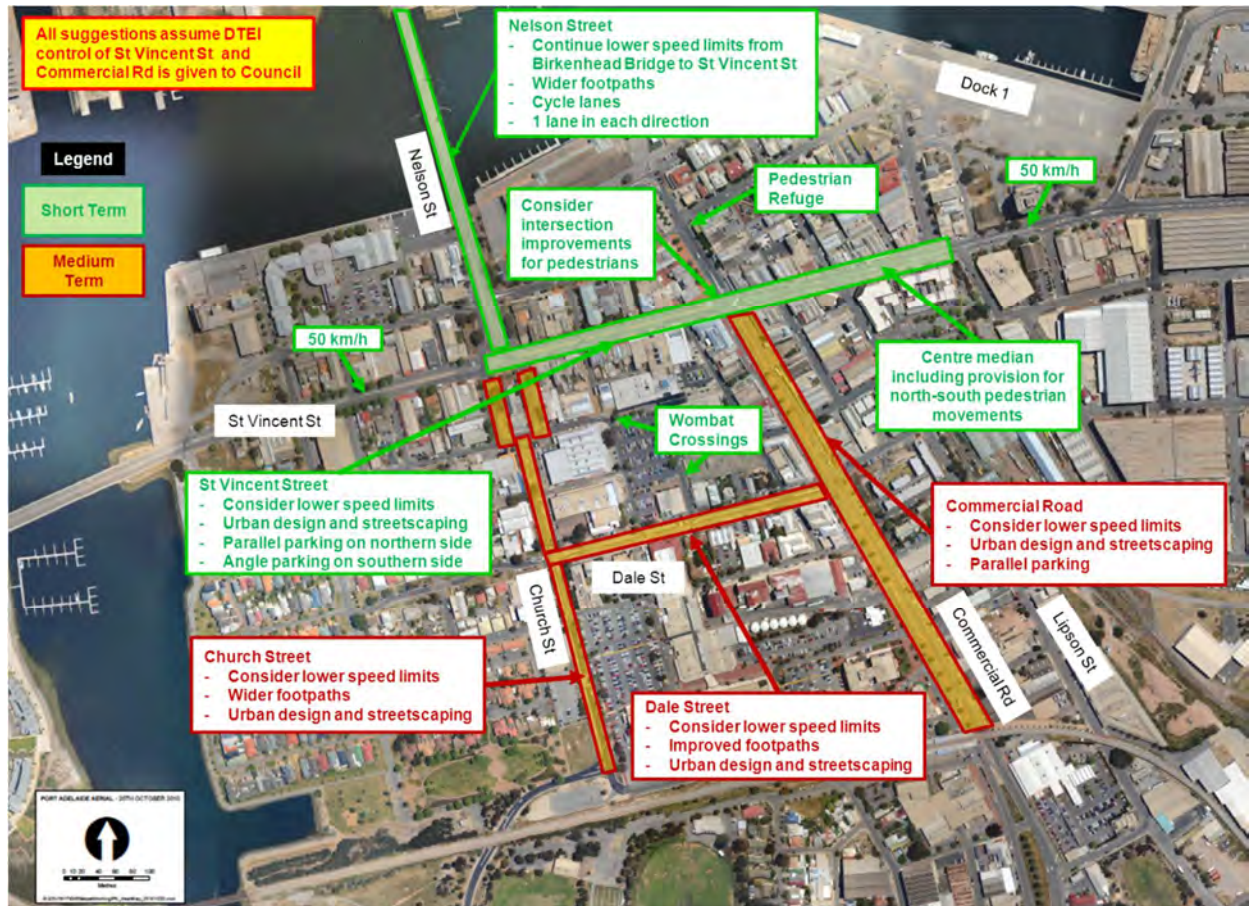 All suggestions assume DTEI
control of St Vincent St and
Commercial Rd is given to Council
Legend
Short Term
Medium
Term
Nelson Street
- Continue lower speed limits from
Birkenhead Bridge to St Vincent St
- Wider footpaths
- Cycle lanes
- 1 lane in each direction
Dock 1
Nelson St
Pedestrian
Refuge
50 km/h
Consider
intersection
improvements
for pedestrians
50 km/h
Centre median
including provision for
north-south pedestrian
movements
St Vincent St
Wombat
Crossings
St Vincent Street
- Consider lower speed limits
- Urban design and streetscaping
- Parallel parking on northern side
- Angle parking on southern side
Commercial Road
- Consider lower speed limits
- Urban design and streetscaping
- Parallel parking
Dale St
Church St
Commercial Rd
Lipson St
Church Street
- Consider lower speed limits
- Wider footpaths
- Urban design and streetscaping
Dale Street
- Consider lower speed limits
- Improved footpaths
- Urban design and streetscaping
PORT ADELAIDE AERIAL - 20TH OCTOBER 2010
Metres